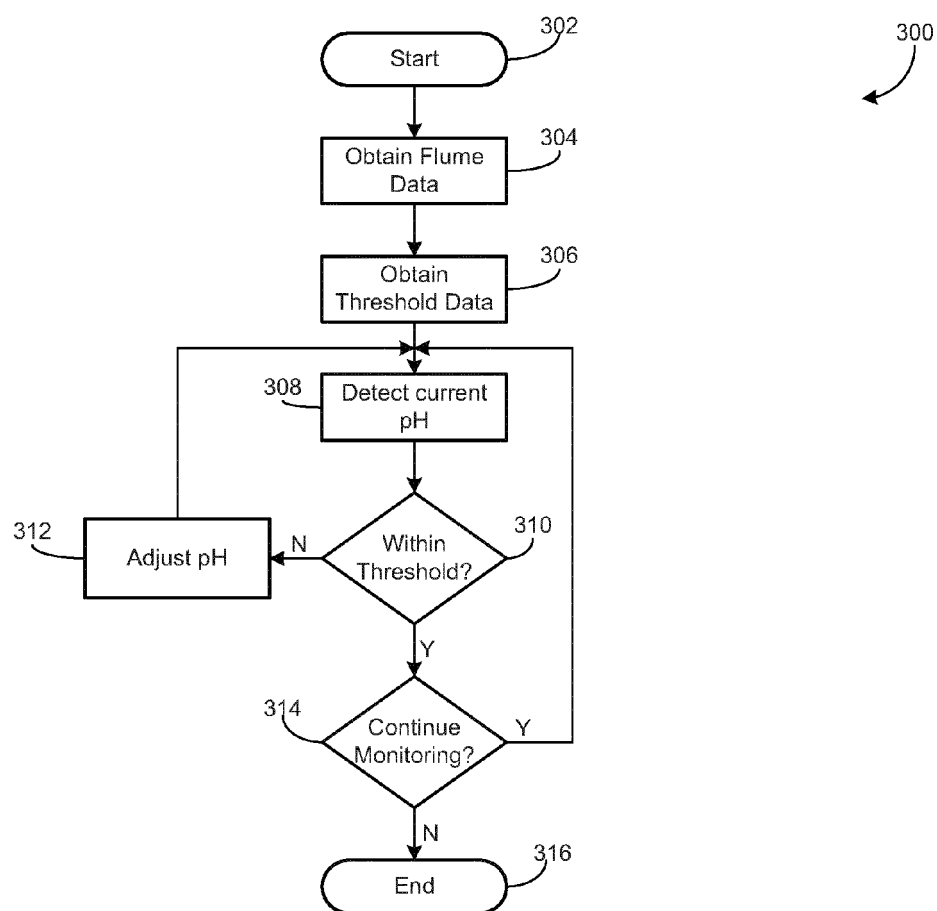 302
300
Start
304
Obtain Flume
Data
306
Obtain
Threshold Data
308
Detect current
pH
312
Adjust pH
N
Within
Threshold?
310
Y
314
Continue
Monitoring?
Y
N
316
End